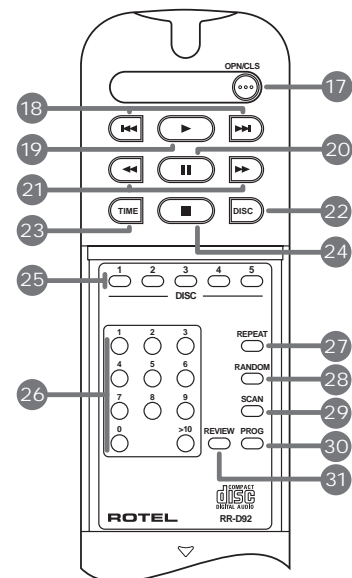 OPN/CLS
17
18
19
20
21
TIME
DISC
22
23
24
25
1 2 3 4 5
DISC
26
1 2 3
4 5 6
7 8 9
0 >10
REPEAT
27
RANDOM
28
SCAN
29
REVIEW PROG
30
31
COMPACT
disc
DIGITAL AUDIO
ROTEL
RR-D92